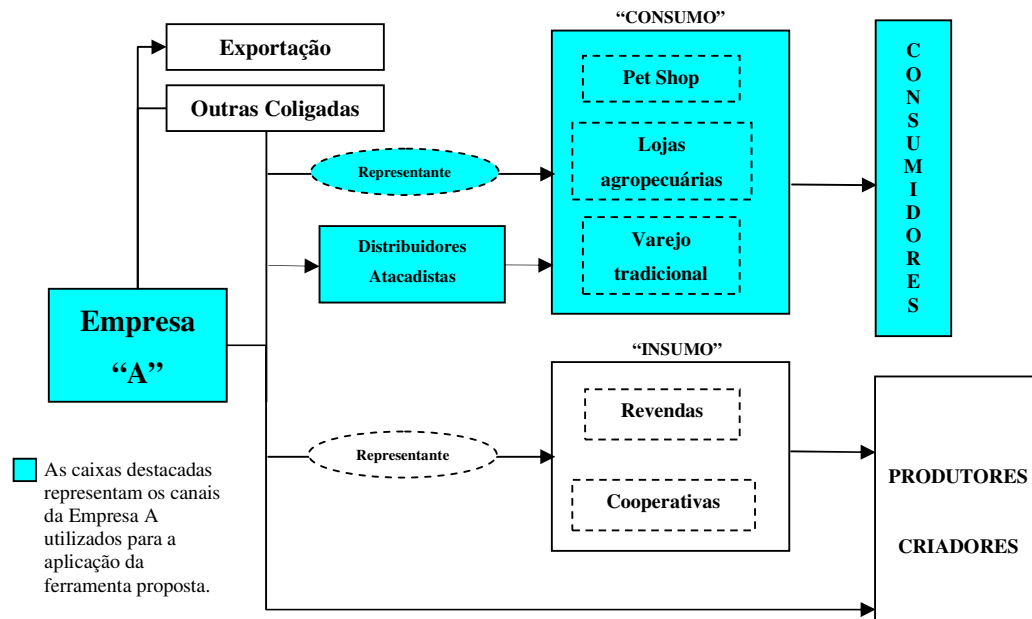 “CONSUMO”
Exportação
Outras Coligadas
Pet Shop
Representante
Lojas
agropecuárias
Distribuidores
Atacadistas
Varejo
tradicional
CONSUMIDORES
Empresa
“A”
“INSUMO”
Revendas
Representante
Cooperativas
PRODUTORES
CRIADORES
As caixas destacadas
representam os canais
da Empresa A
utilizados para a
aplicação da
ferramenta proposta.